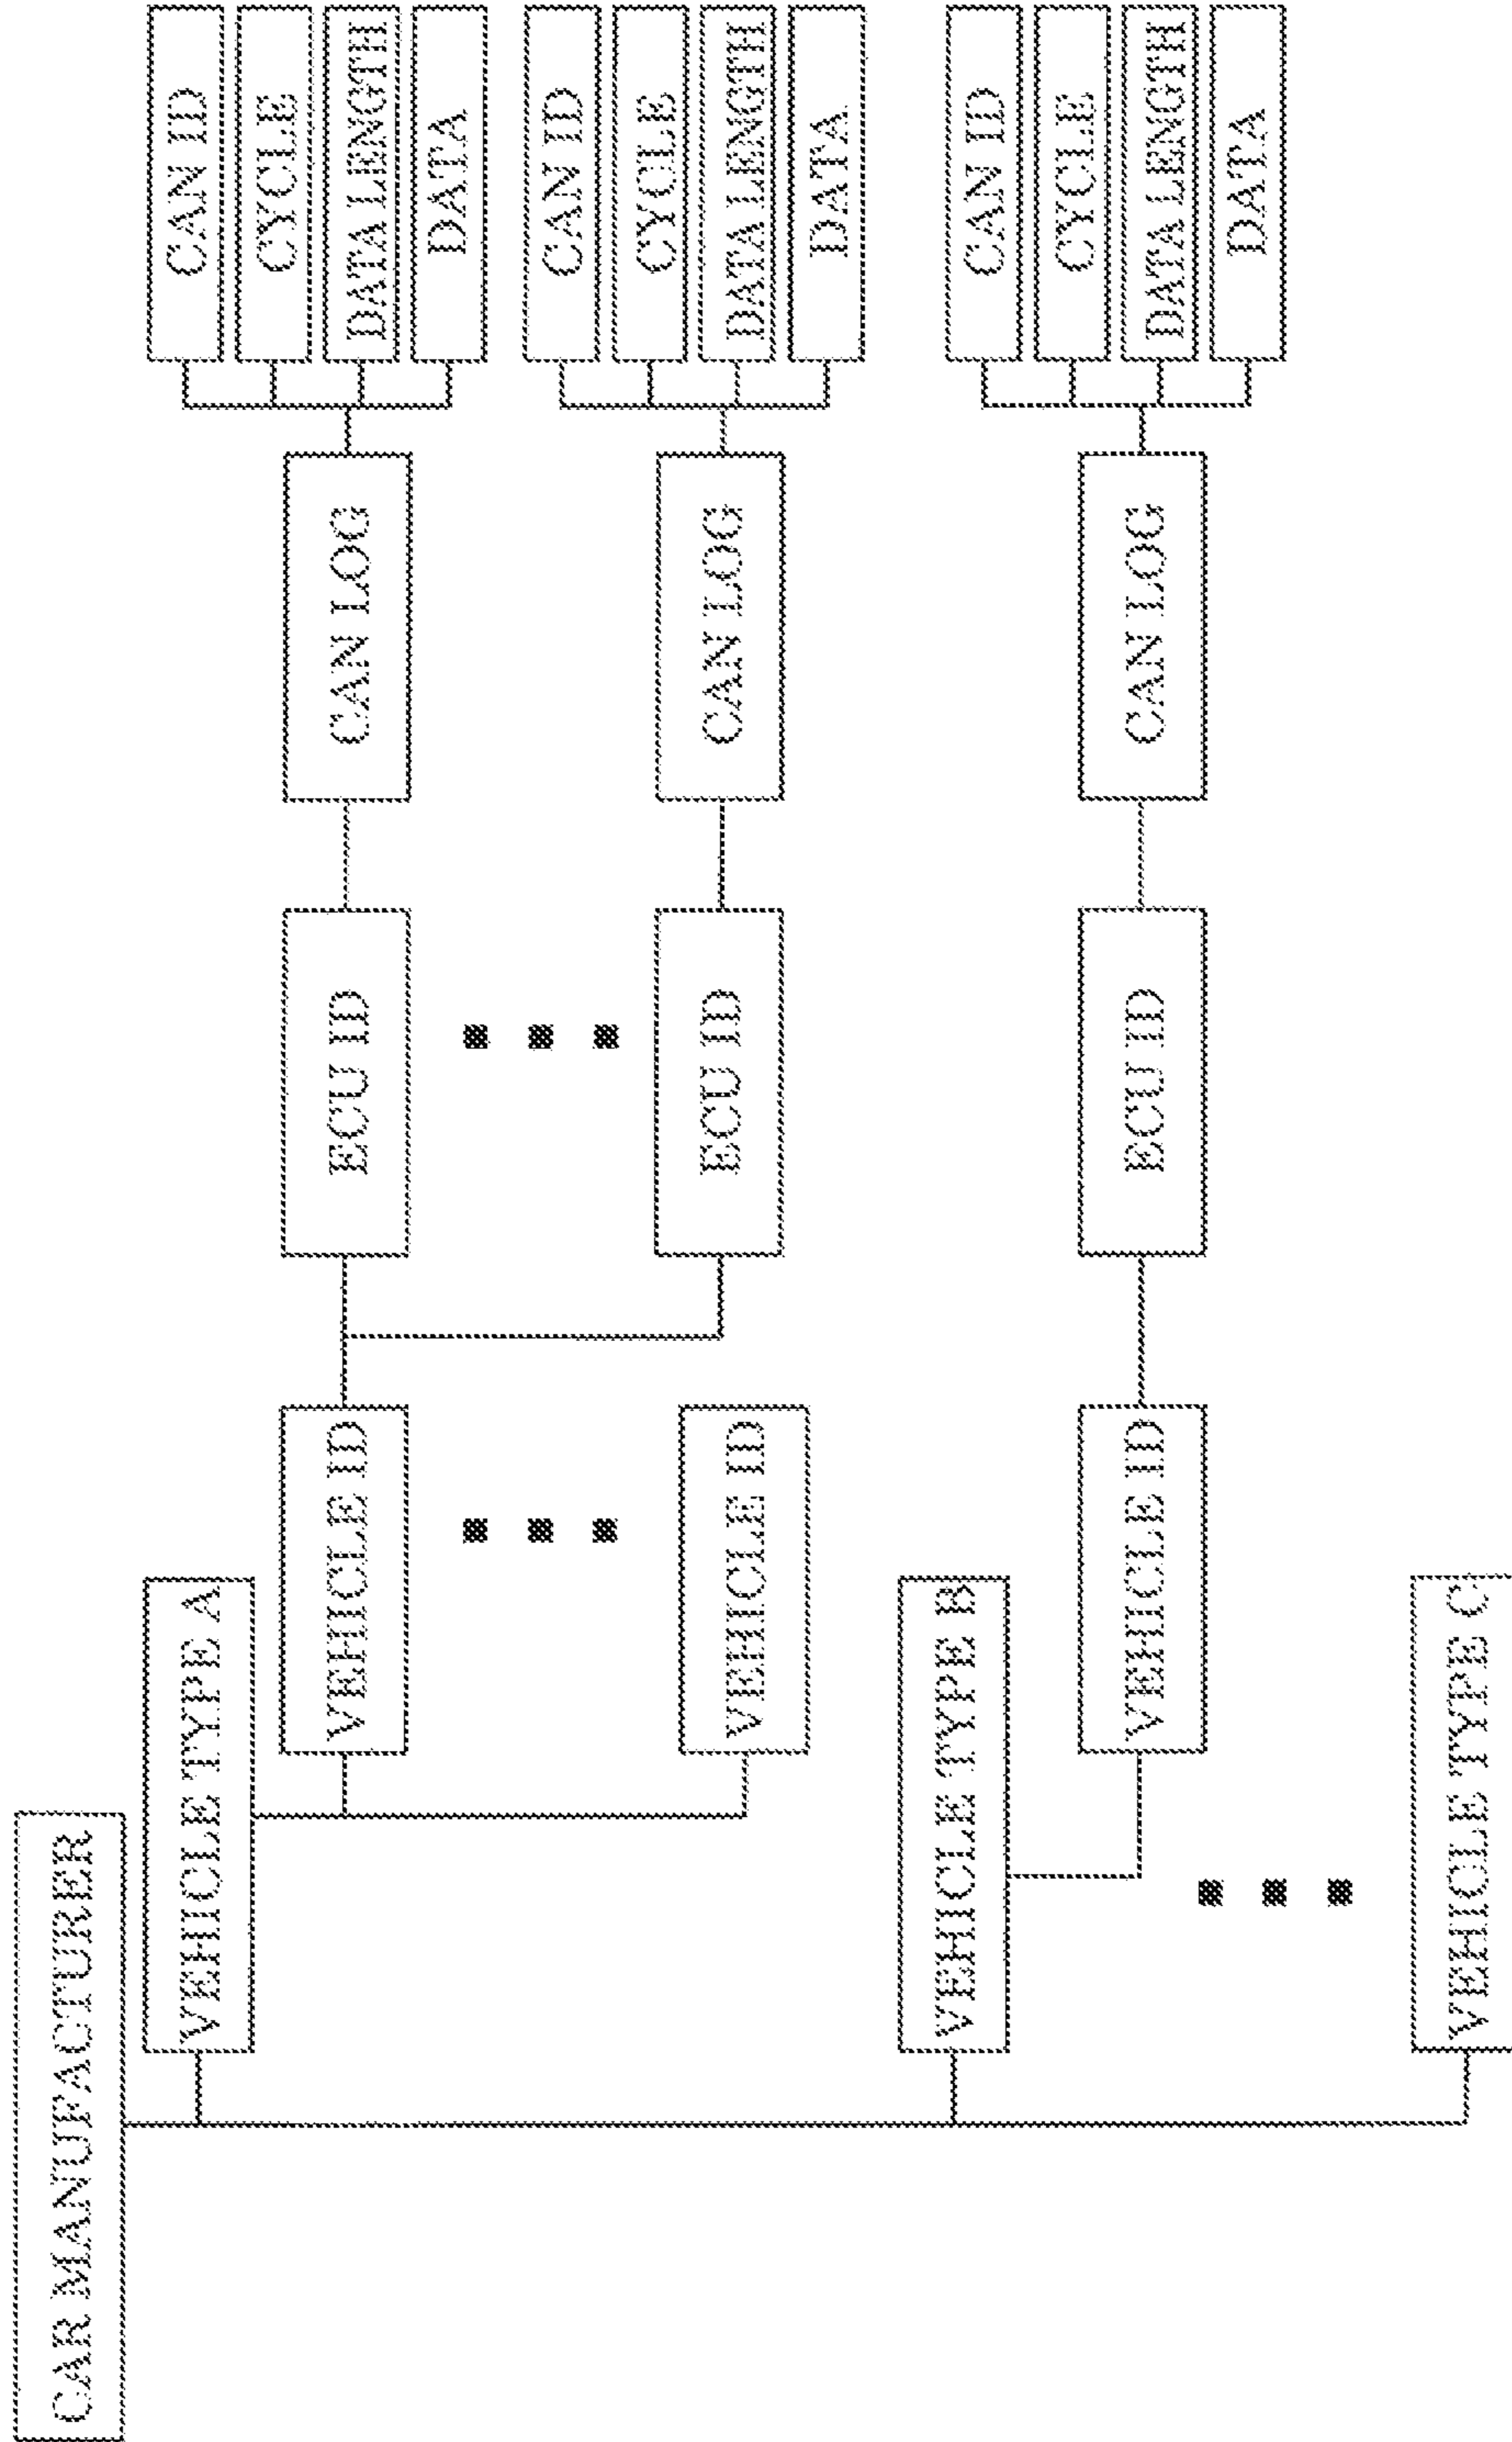 CAR MANUFACTURER
VEHICLE TYPE A
VEHICLE ID
ECU ID
CAN LOG
CAN ID
CYCLE
DATA LENGTH
DATA
ECU ID
CAN LOG
CAN ID
CYCLE
DATA LENGTH
DATA
VEHICLE ID
VEHICLE TYPE B
VEHICLE ID
ECU ID
CAN LOG
CAN ID
CYCLE
DATA LENGTH
DATA
VEHICLE TYPE C